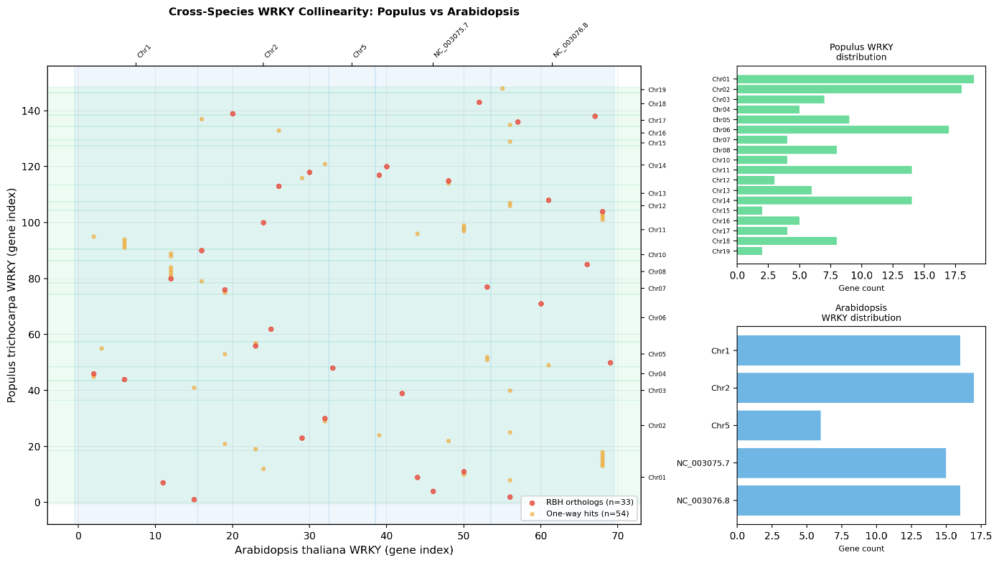 Cross-Species WRKY Collinearity: Populus vs Arabidopsis
Chr1
Chr2
Chr5
NC_003075.7
NC_003076.8
Populus trichocarpa WRKY (gene index)
140
120
100
80
60
40
20
0
Chr19
Chr18
Chr17
Chr16
Chr15
Chr14
Chr13
Chr12
Chr11
Chr10
Chr08
Chr07
Chr06
Chr05
Chr04
Chr03
Chr02
Chr01
RBH orthologs (n=33)
One-way hits (n=54)
0 10 20 30 40 50 60 70
Arabidopsis thaliana WRKY (gene index)
Populus WRKY
distribution
Chr01
Chr02
Chr03
Chr04
Chr05
Chr06
Chr07
Chr08
Chr10
Chr11
Chr12
Chr13
Chr14
Chr15
Chr16
Chr17
Chr18
Chr19
0.0 2.5 5.0 7.5 10.0 12.5 15.0 17.5
Gene count
Arabidopsis
WRKY distribution
Chr1
Chr2
Chr5
NC_003075.7
NC_003076.8
0.0 2.5 5.0 7.5 10.0 12.5 15.0 17.5
Gene count